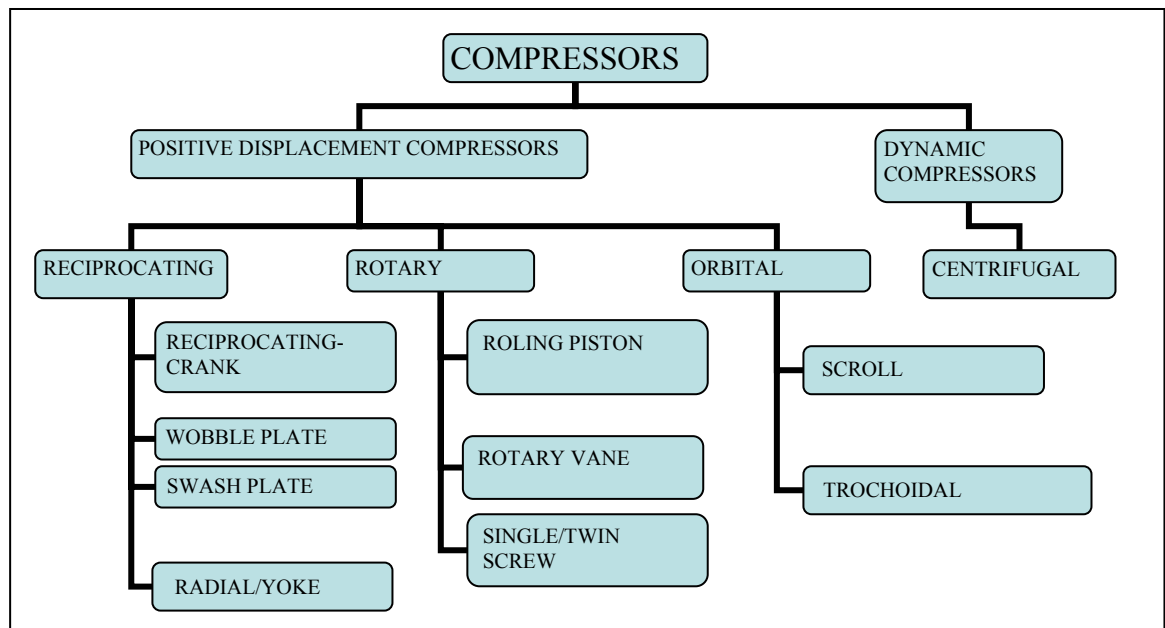 COMPRESSORS
POSITIVE DISPLACEMENT COMPRESSORS
DYNAMIC
COMPRESSORS
RECIPROCATING
ROTARY
ORBITAL
CENTRIFUGAL
RECIPROCATING-
CRANK
WOBBLE PLATE
SWASH PLATE
RADIAL/YOKE
ROLING PISTON
ROTARY VANE
SINGLE/TWIN
SCREW
SCROLL
TROCHOIDAL